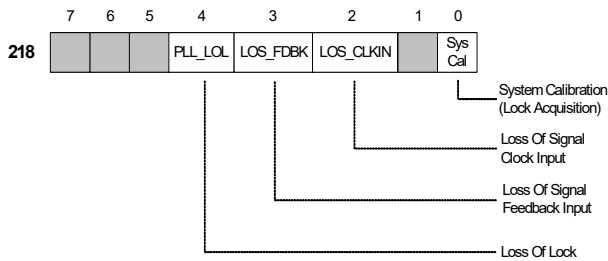 7 6 5 4 3 2 1 0
218 PLL_LOL LOS_FDBK LOS_CLKIN Sys
Cal
System Calibration
(Lock Acquisition)
Loss Of Signal
Clock Input
Loss Of Signal
Feedback Input
Loss Of Lock